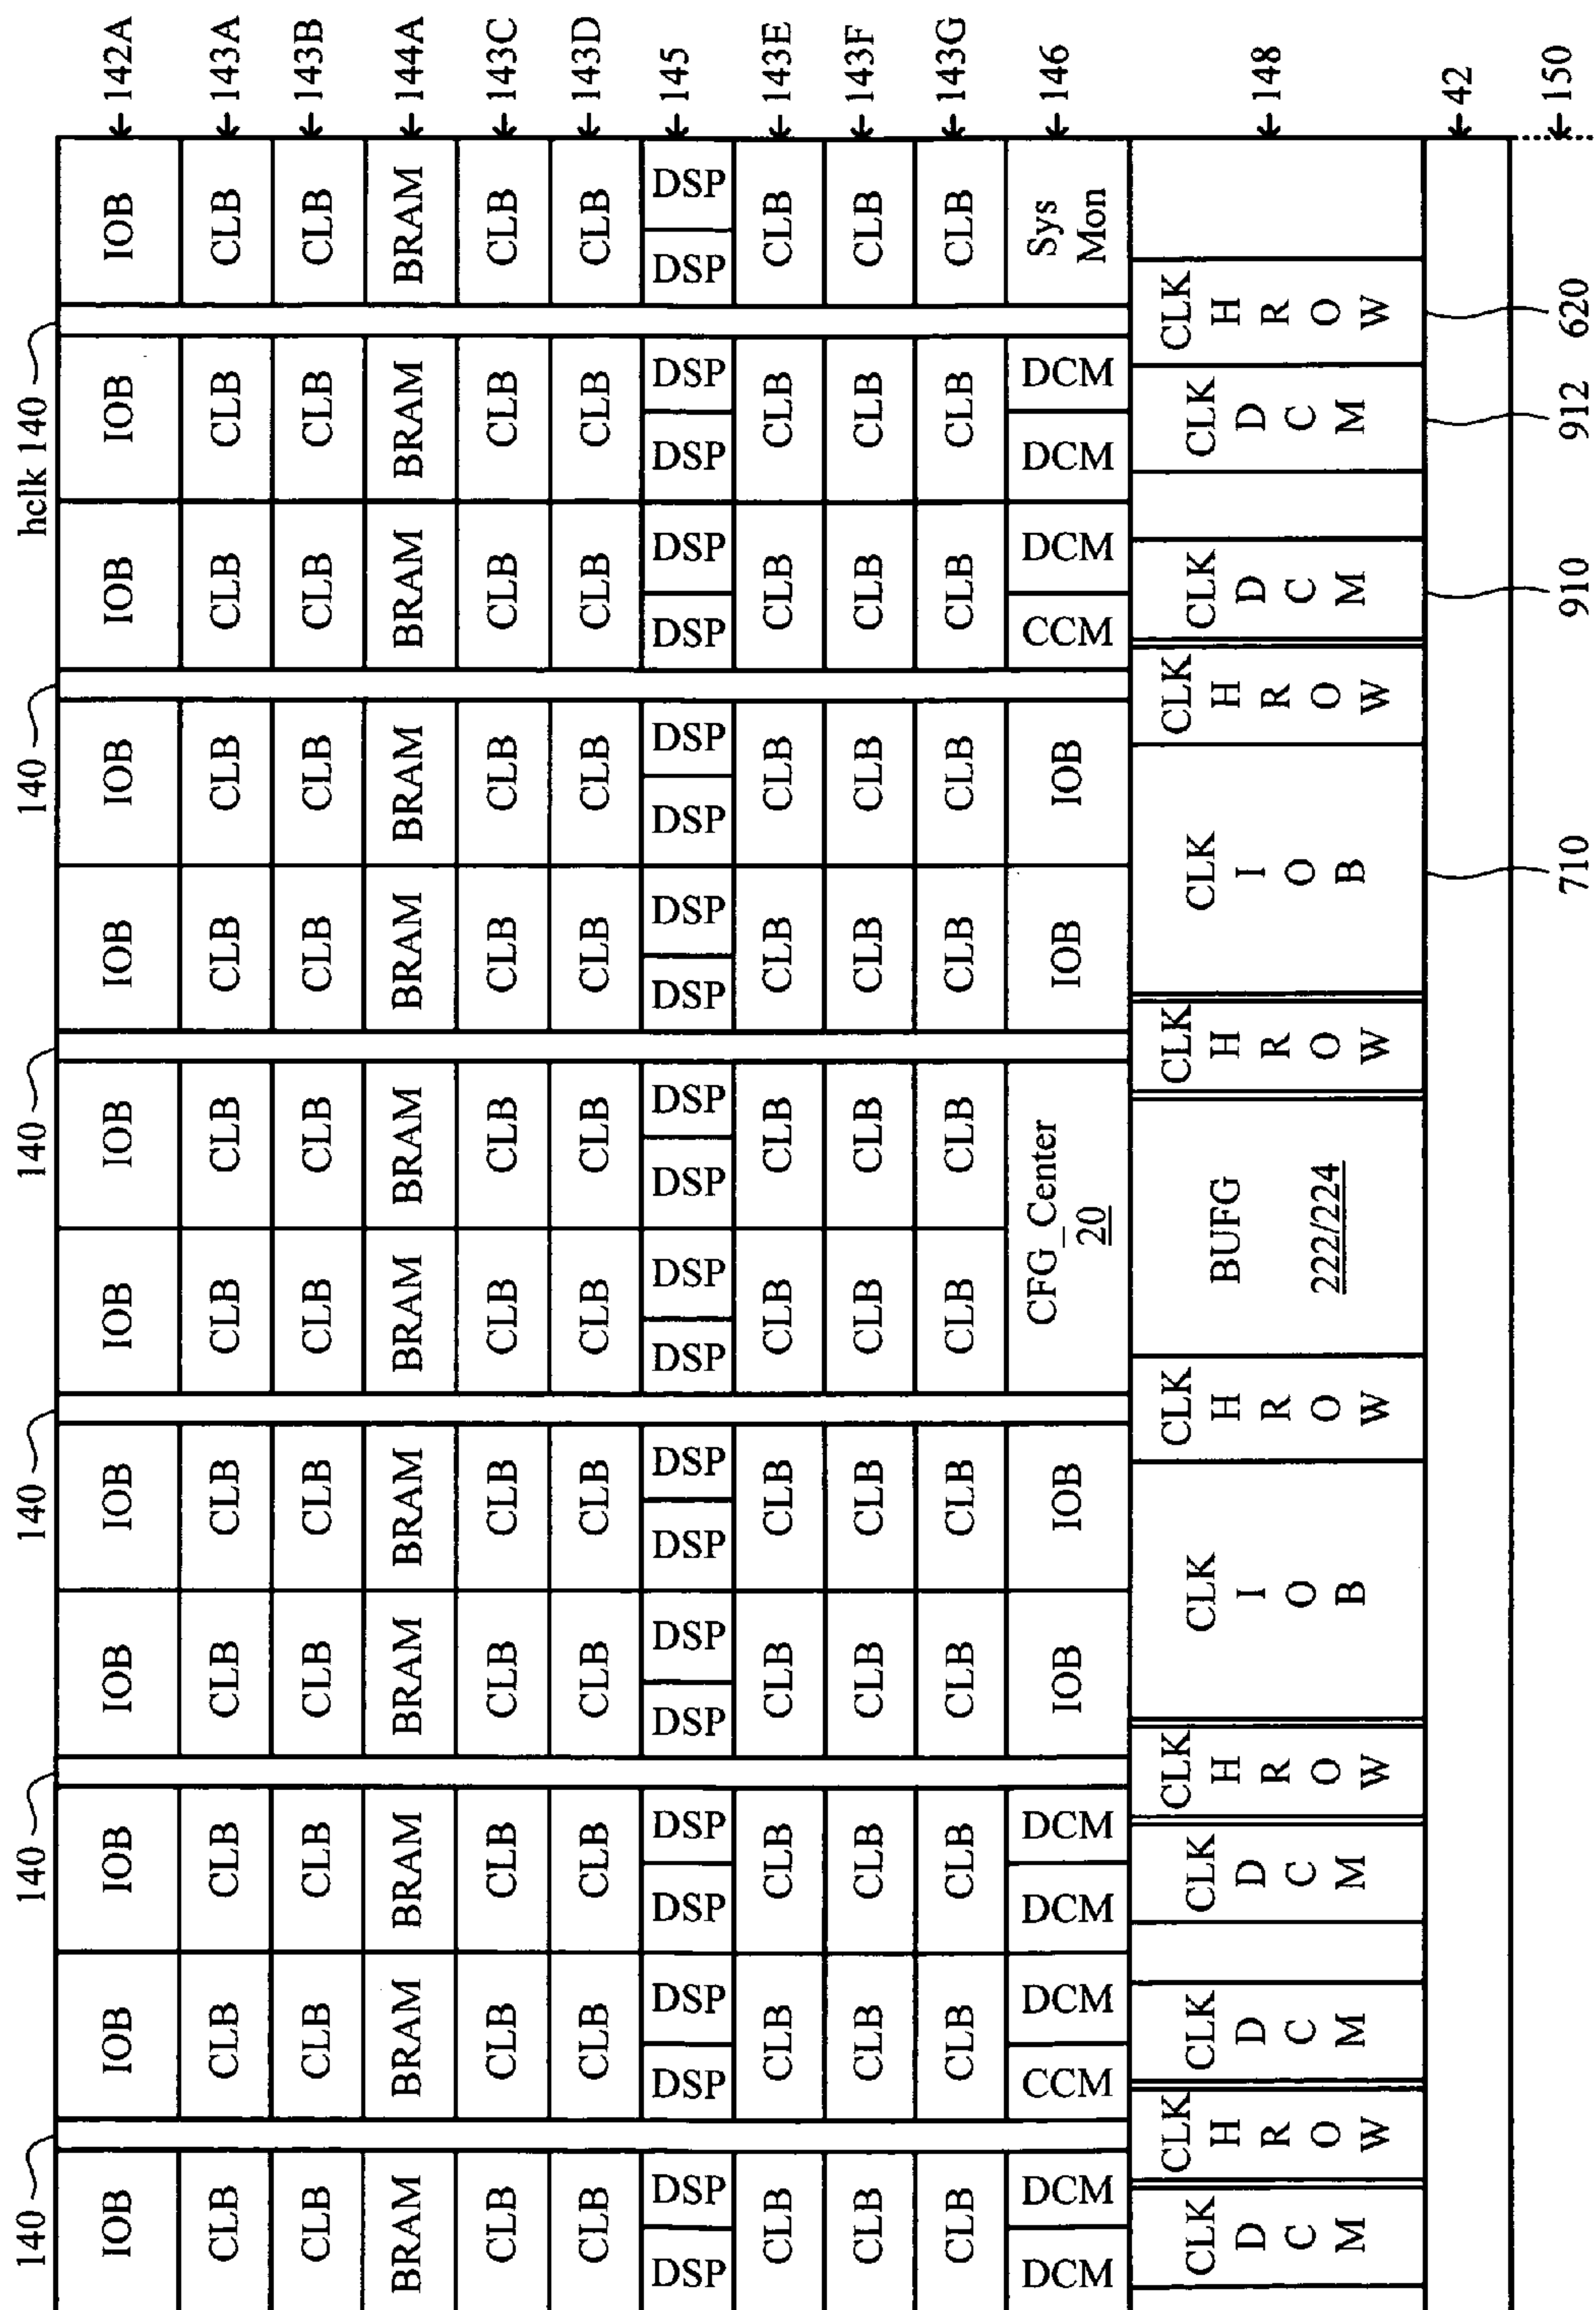 140 140 140 140 140 hclk 140
IOB IOB IOB IOB IOB IOB IOB IOB IOB IOB IOB IOB 142A
CLB CLB CLB CLB CLB CLB CLB CLB CLB CLB CLB CLB 143A
CLB CLB CLB CLB CLB CLB CLB CLB CLB CLB CLB CLB 143B
BRAM BRAM BRAM BRAM BRAM BRAM BRAM BRAM BRAM BRAM BRAM BRAM 144A
CLB CLB CLB CLB CLB CLB CLB CLB CLB CLB CLB CLB 143C
CLB CLB CLB CLB CLB CLB CLB CLB CLB CLB CLB CLB 143D
DSP DSP DSP DSP DSP DSP DSP DSP DSP DSP DSP DSP DSP DSP DSP DSP DSP DSP DSP DSP DSP DSP DSP DSP 145
CLB CLB CLB CLB CLB CLB CLB CLB CLB CLB CLB CLB 143E
CLB CLB CLB CLB CLB CLB CLB CLB CLB CLB CLB CLB 143F
CLB CLB CLB CLB CLB CLB CLB CLB CLB CLB CLB CLB 143G
DCM DCM CCM DCM DCM DCM IOB IOB CFG_Center IOB IOB CCM DCM DCM DCM Sys 146
20 Mon
CLK CLK CLK CLK CLK CLK CLK CLK CLK CLK CLK CLK CLK
D H D D H I H BUFG H I H D D H 148
C R C C R O R R O R C C R
M O M M O B O 222/224 O B O M M O
W W W W W W
42
710 910 912 620 150